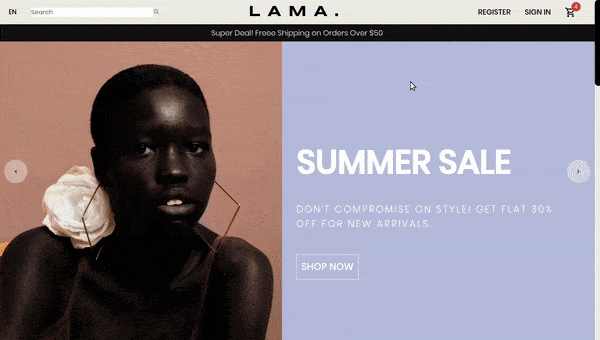 EN
Search
LAMA.
REGISTER
SIGN IN
4
Super Deal! Freee Shipping on Orders Over $50
SUMMER SALE
DON'T COMPROMISE ON STYLE! GET FLAT 30%
OFF FOR NEW ARRIVALS.
SHOP NOW